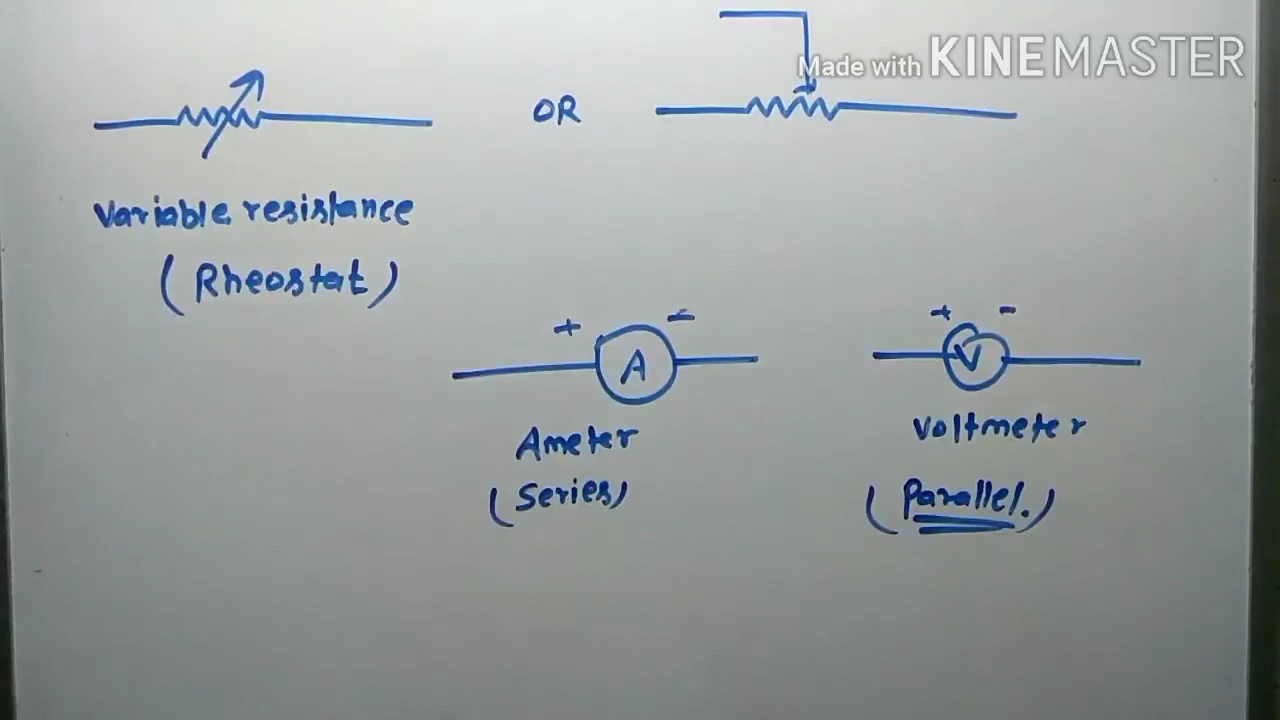 Made with KINEMASTER
OR
Variable resistance
(Rheostat)
+ -
A
Ameter
(Series)
+ -
V
Voltmeter
(Parallel.)